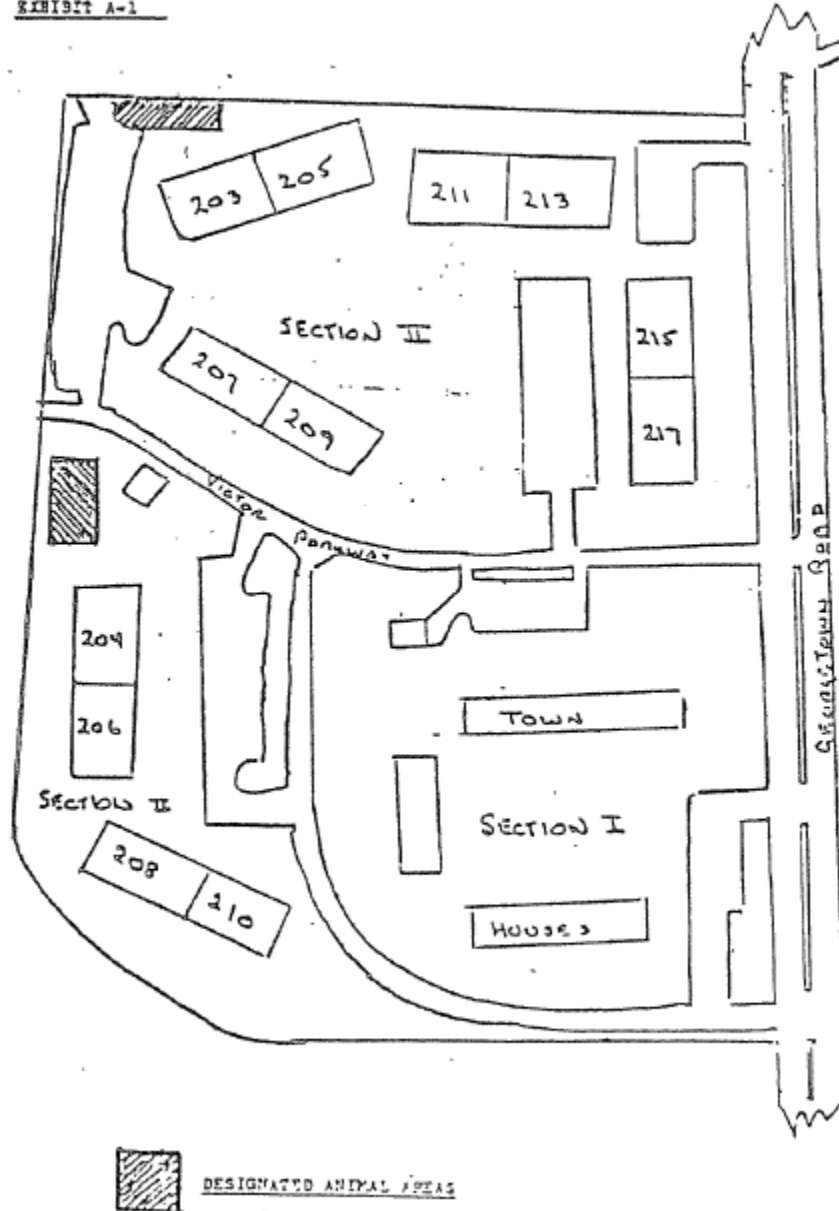 EXHIBIT A-1
203 205
211 213
SECTION II
215
207
209
217
VICTOR PARKWAY
GEORGETOWN ROAD
204
206
TOWN
SECTION II
SECTION I
208
210
HOUSES
DESIGNATED ANIMAL AREAS